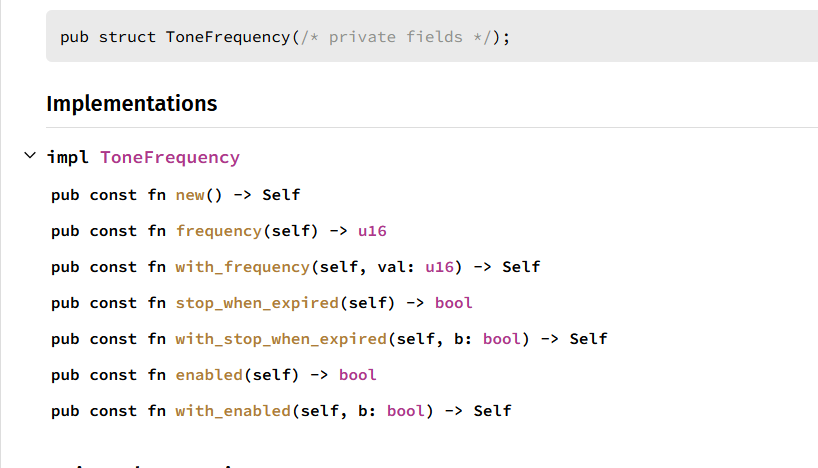 pub struct ToneFrequency(/* private fields */);
Implementations
impl ToneFrequency
pub const fn new() -> Self
pub const fn frequency(self) -> u16
pub const fn with_frequency(self, val: u16) -> Self
pub const fn stop_when_expired(self) -> bool
pub const fn with_stop_when_expired(self, b: bool) -> Self
pub const fn enabled(self) -> bool
pub const fn with_enabled(self, b: bool) -> Self